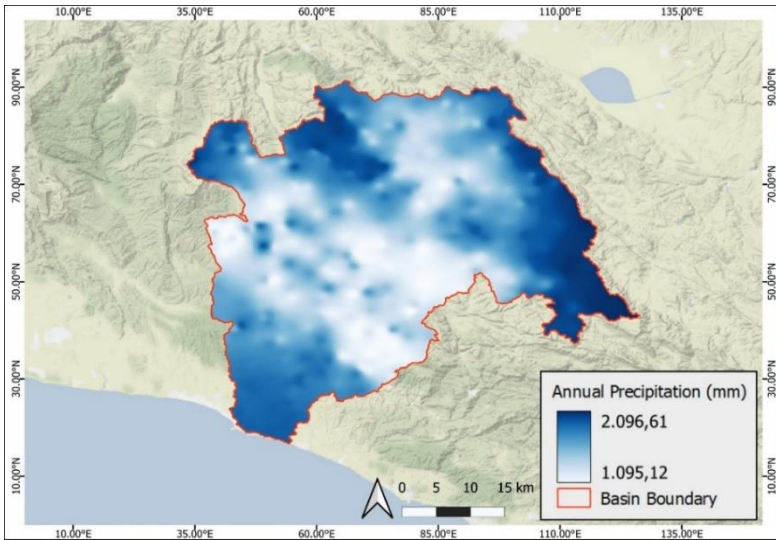 10.00°E 35.00°E 60.00°E 85.00°E 110.00°E 135.00°E
90.00°N 90.00°N
70.00°N 70.00°N
50.00°N 50.00°N
30.00°N 30.00°N
10.00°N 10.00°N
Annual Precipitation (mm)
2.096,61
1.095,12
Basin Boundary
0 5 10 15 km
10.00°E 35.00°E 60.00°E 85.00°E 110.00°E 135.00°E